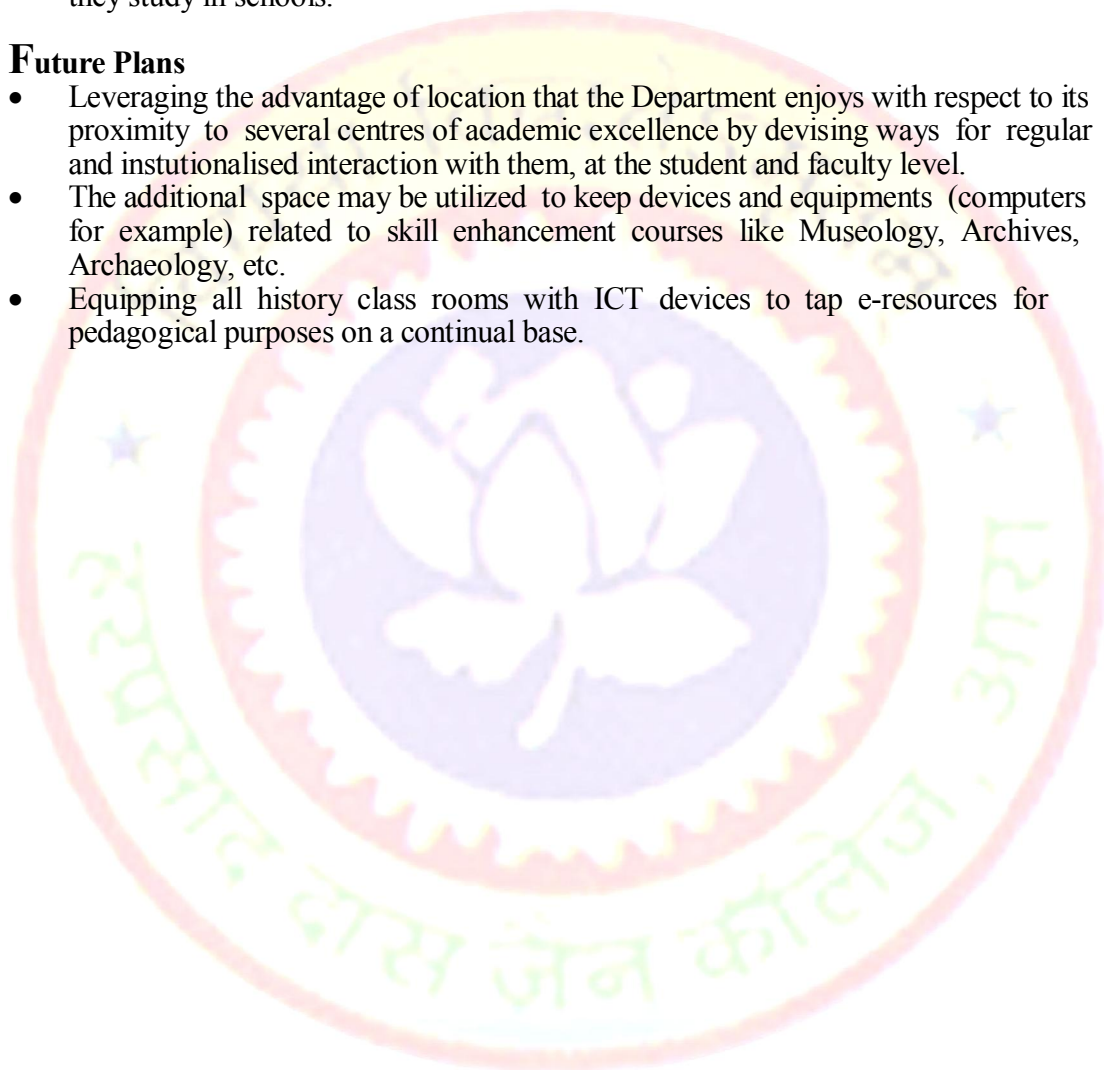 they study in schools.
Future Plans
• Leveraging the advantage of location that the Department enjoys with respect to its
proximity to several centres of academic excellence by devising ways for regular
and instutionalised interaction with them, at the student and faculty level.
• The additional space may be utilized to keep devices and equipments (computers
for example) related to skill enhancement courses like Museology, Archives,
Archaeology, etc.
• Equipping all history class rooms with ICT devices to tap e-resources for
pedagogical purposes on a continual base.
दास जैन कॉलेज, आरा